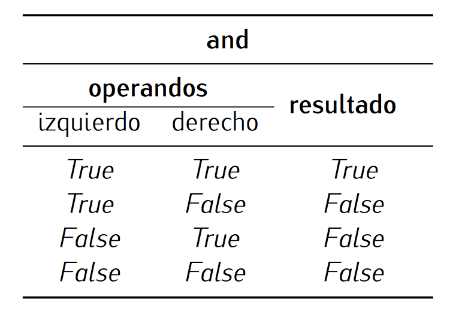 and
operandos
resultado
izquierdo derecho
True True True
True False False
False True False
False False False